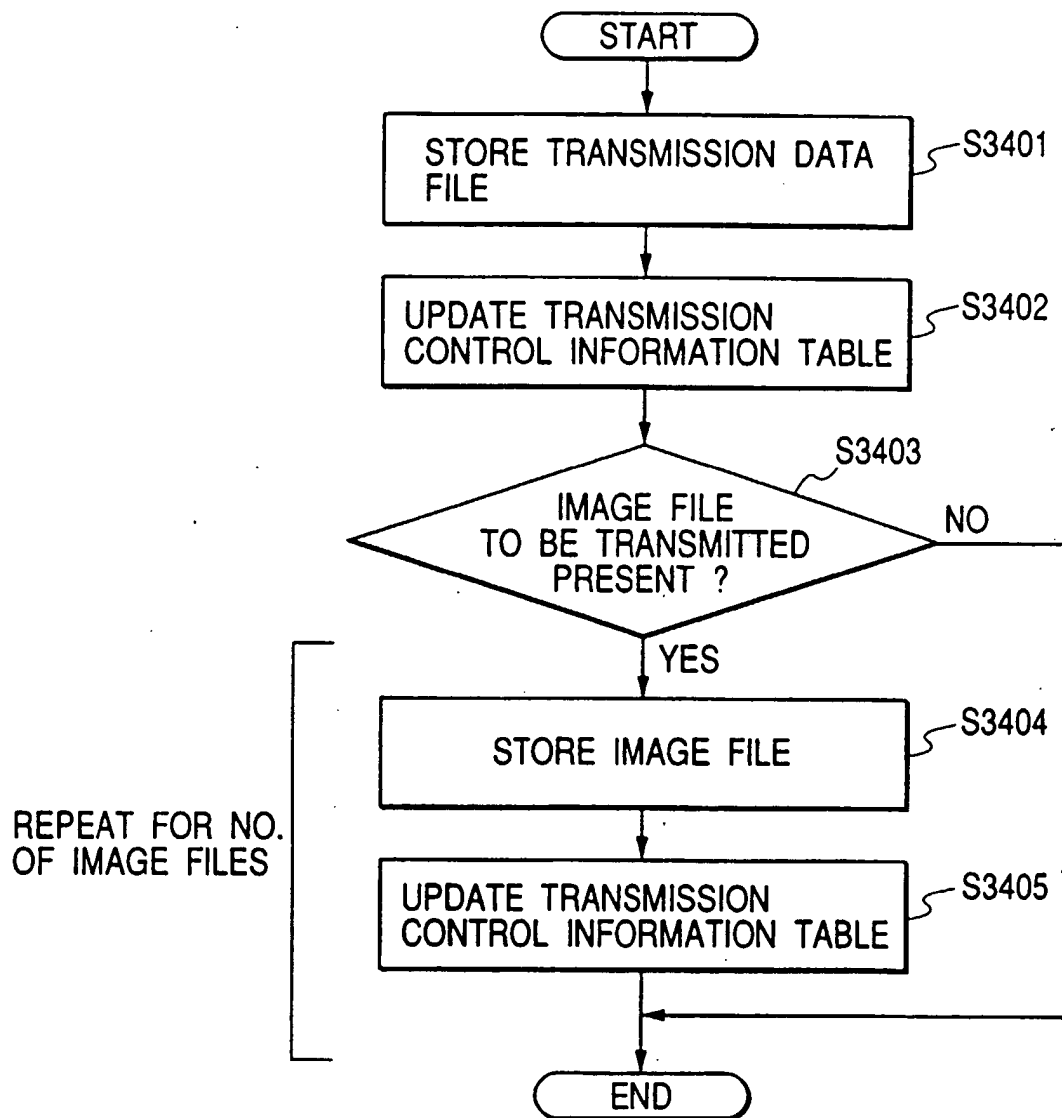 START
STORE TRANSMISSION DATA
FILE
S3401
UPDATE TRANSMISSION
CONTROL INFORMATION TABLE
S3402
S3403
IMAGE FILE
TO BE TRANSMITTED
PRESENT ?
NO
YES
STORE IMAGE FILE
S3404
REPEAT FOR NO.
OF IMAGE FILES
UPDATE TRANSMISSION
CONTROL INFORMATION TABLE
S3405
END